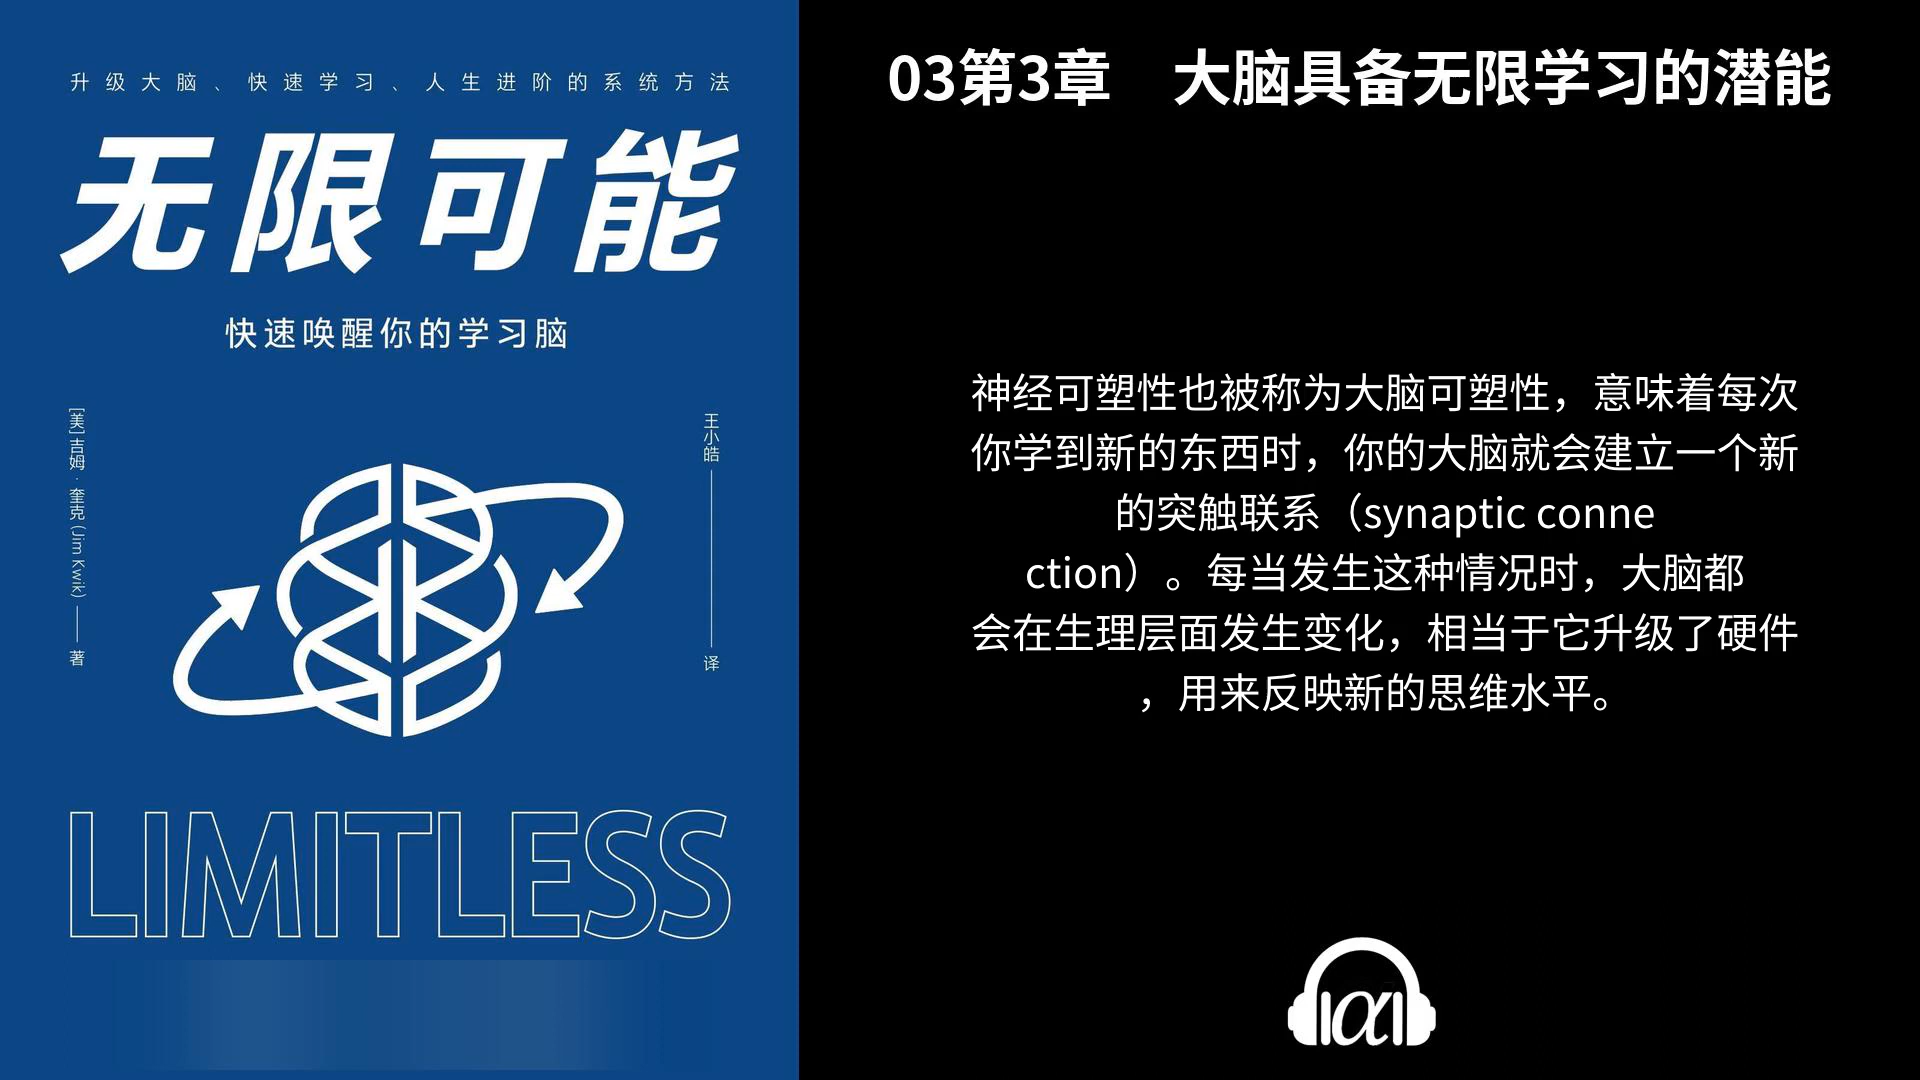 升级大脑、快速学习、人生进阶的系统方法
无限可能
快速唤醒你的学习脑
[美]吉姆·奎克(Jim Kwik)——著
王小皓——译
LIMITLESS
03第3章　大脑具备无限学习的潜能
神经可塑性也被称为大脑可塑性，意味着每次
你学到新的东西时，你的大脑就会建立一个新
的突触联系（synaptic conne
ction）。每当发生这种情况时，大脑都
会在生理层面发生变化，相当于它升级了硬件
，用来反映新的思维水平。
α